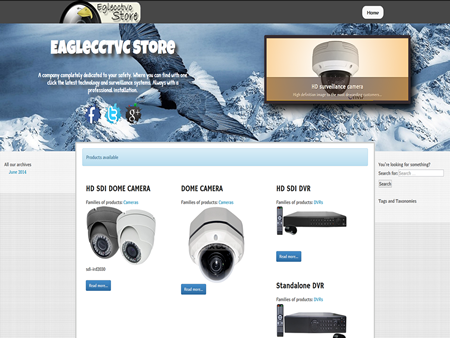 Eaglecctvc
Store
Home
EAGLECCTVC STORE
A company completely dedicated to your safety. Where you can find with one
click the latest technology and surveillance systems. Always with a
professional installation.
HD surveillance camera
High definition image to the most demanding customers...
Products available
All our archives
June 2014
You're looking for something?
Search for:
Search
Tags and Taxonomies
HD SDI DOME CAMERA
Families of products: Cameras
Read more...
DOME CAMERA
Families of products: Cameras
Read more...
HD SDI DVR
Families of products: DVRs
Read more...
Standalone DVR
Families of products: DVRs
Read more...